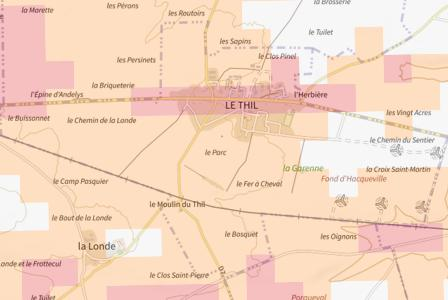 la Marette
les Pérons
les Routoirs
la Brosserie
les Sapins
le Tuilet
le Clos Pinel
les Persinets
la Briqueterie
l'Épine d'Andelys
l'Herbière
LE THIL
le Buissonnet
le Chemin de la Lande
les Vingt Acres
le Chemin du Sentier
le Parc
la Garenne
la Croix Saint-Martin
Fond d'Hacqueville
le Camp Pasquier
le Fer à Cheval
le Moulin du Thil
le Bout de la Londe
le Bosquet
les Oignons
la Londe
onde et le Frottecul
le Clos Saint-Pierre
le Tuilet
Porqueval